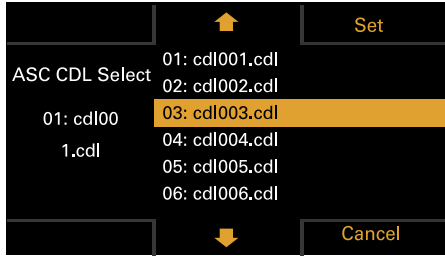 Set
ASC CDL Select
01: cdl00
1.cdl
01: cdl001.cdl
02: cdl002.cdl
03: cdl003.cdl
04: cdl004.cdl
05: cdl005.cdl
06: cdl006.cdl
Cancel